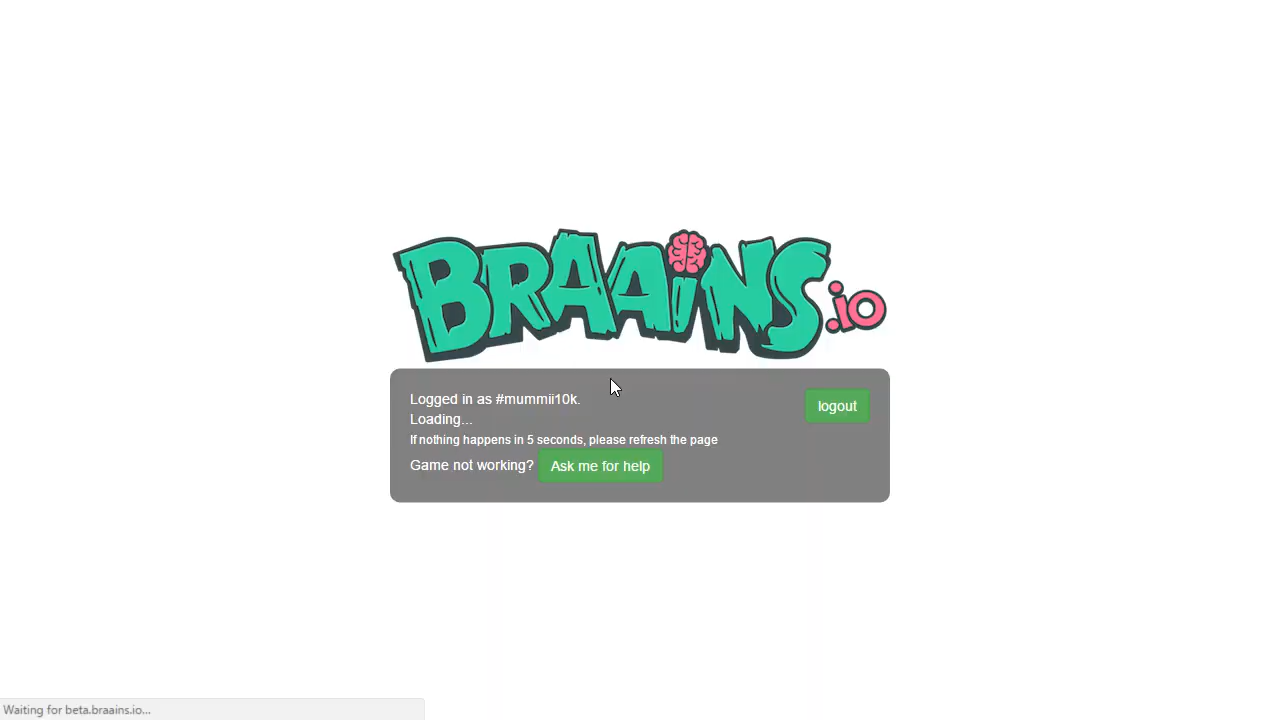 BRAAINS.io
Logged in as #mummii10k.
logout
Loading...
If nothing happens in 5 seconds, please refresh the page
Game not working? Ask me for help
Waiting for beta.braains.io...